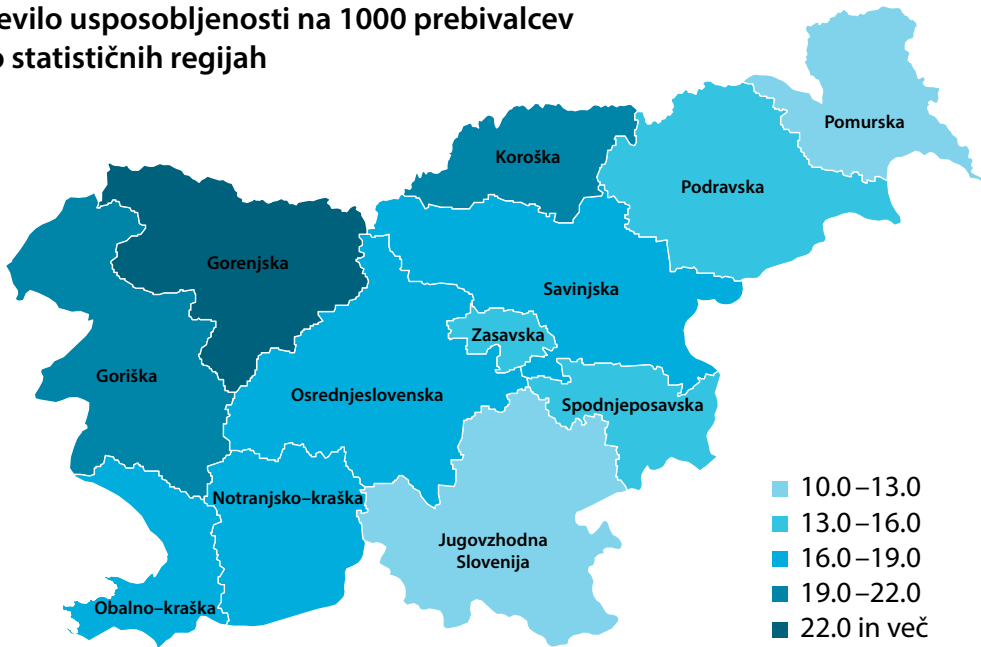 evilo usposobljenosti na 1000 prebivalcev
o statističnih regijah
Pomurska
Koroška
Podravska
Gorenjska
Savinjska
Zasavska
Goriška
Osrednjeslovenska
Spodnjeposavska
Notranjsko–kraška
Jugovzhodna
Slovenija
Obalno–kraška
10.0–13.0
13.0–16.0
16.0–19.0
19.0–22.0
22.0 in več